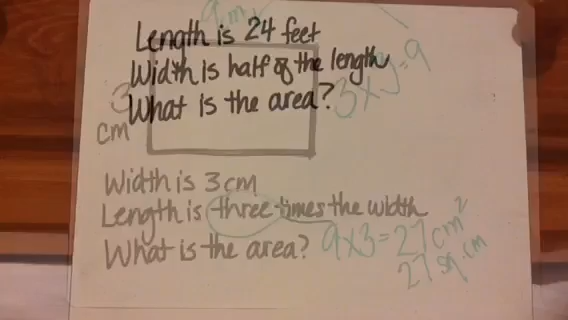 9cm
Length is 24 feet
Width is half of the length
What is the area?
3
cm
3x3=9
Width is 3cm
Length is three times the width
What is the area?
9x3=27cm²
27 sq. cm